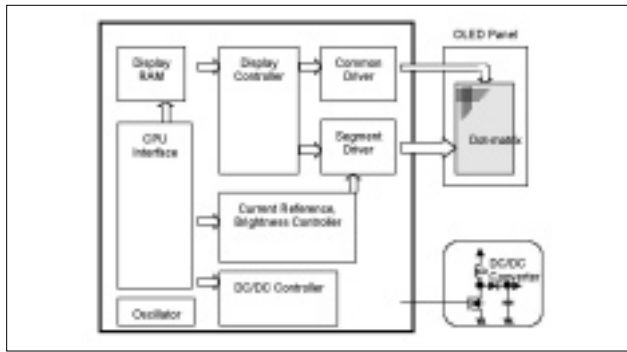 OLED Panel
Display
RAM
Display
Controller
Common
Driver
Dot-matrix
CPU
Interface
Segment
Driver
Current Reference,
Brightness Controller
DC/DC
Converter
DC/DC Controller
Oscillator